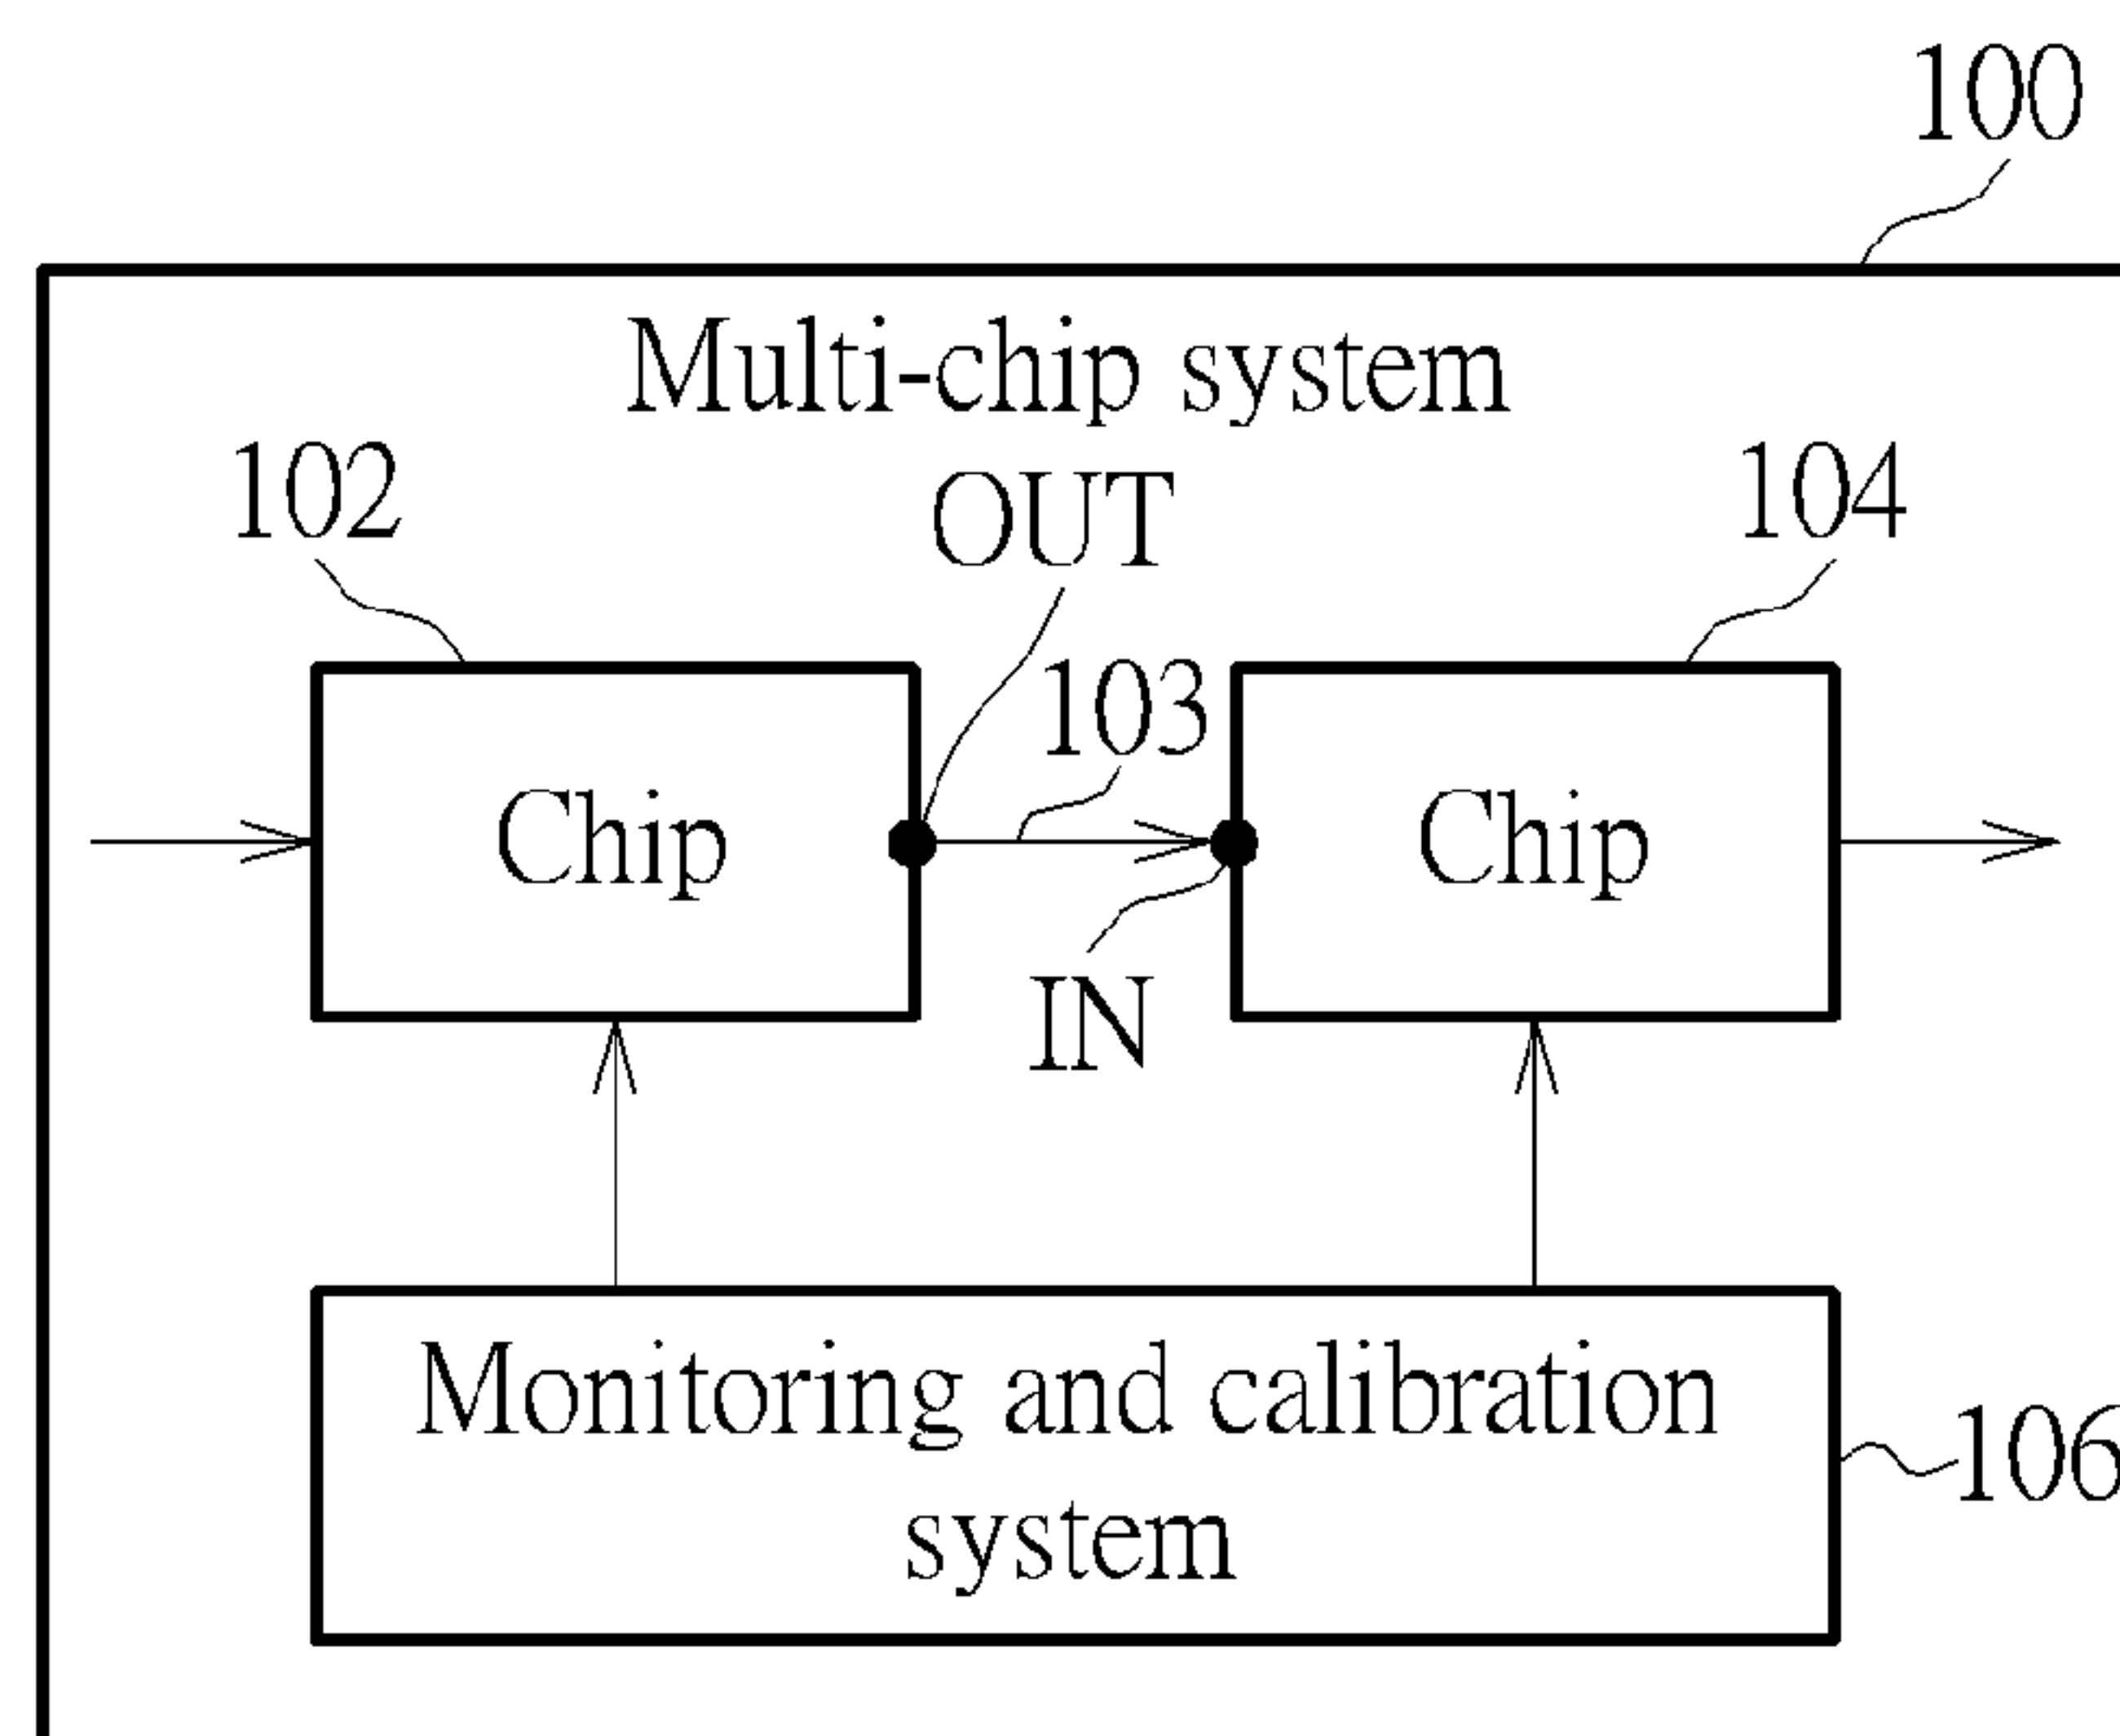 100
Multi-chip system
102
OUT
104
103
Chip
Chip
IN
Monitoring and calibration
system
106